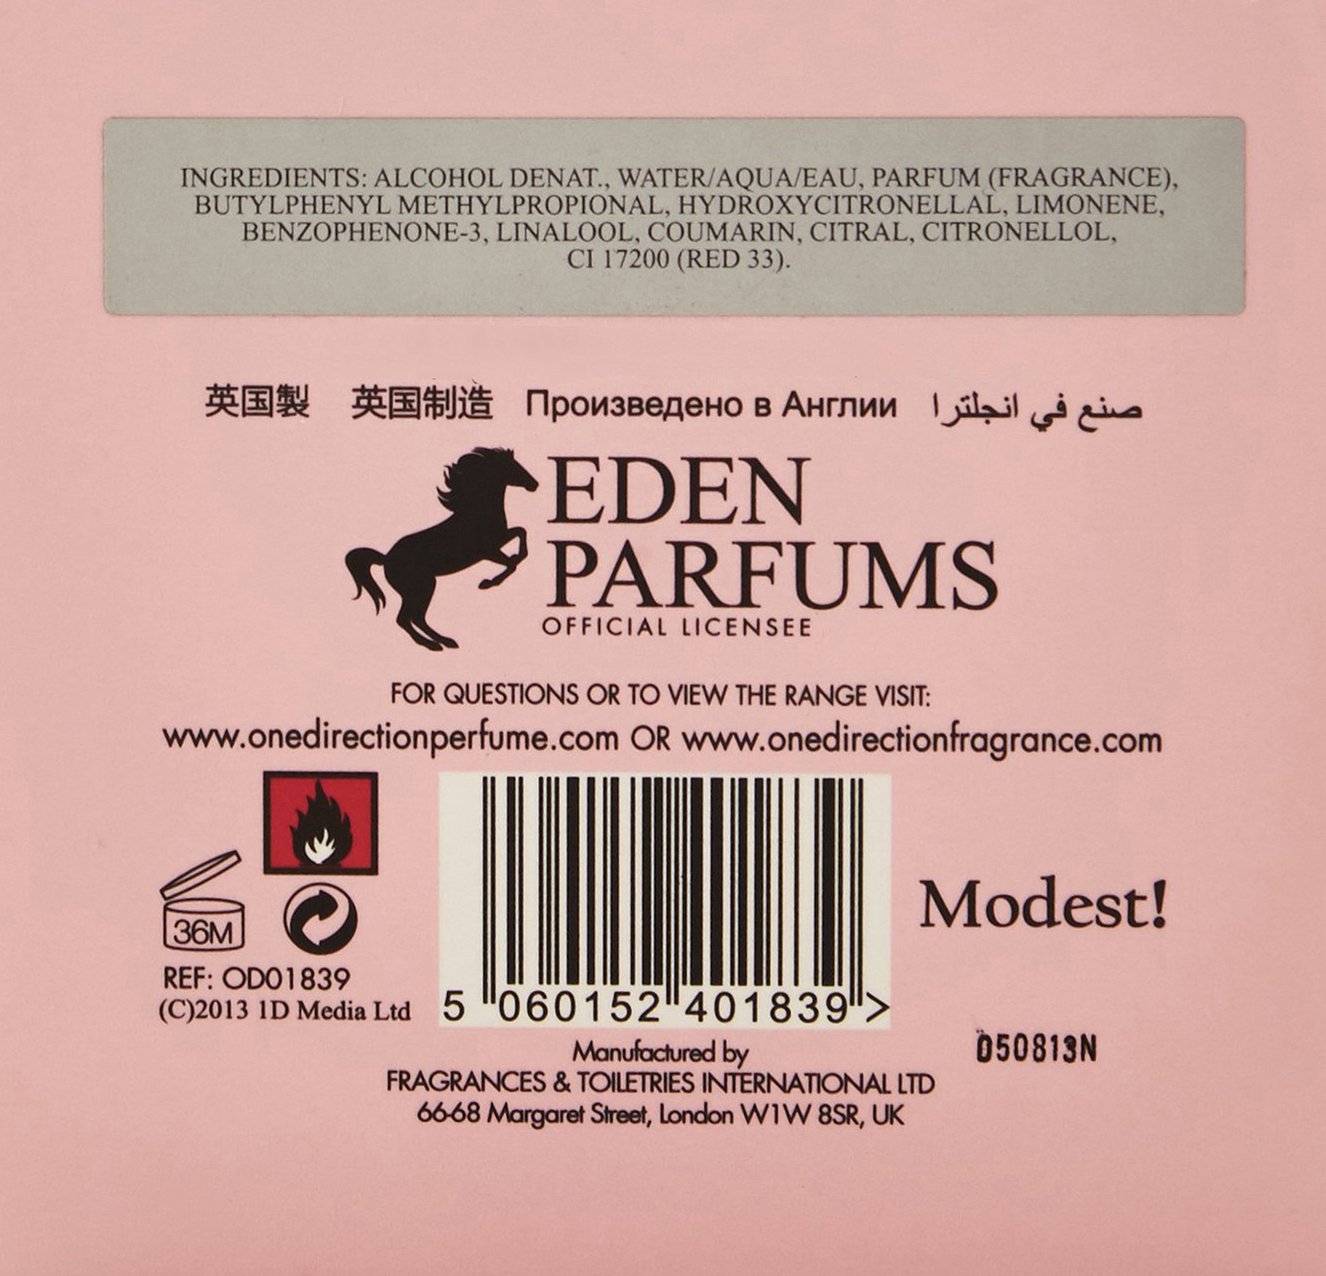 INGREDIENTS: ALCOHOL DENAT., WATER/AQUA/EAU, PARFUM (FRAGRANCE),
BUTYLPHENYL METHYLPROPIONAL, HYDROXYCITRONELLAL, LIMONENE,
BENZOPHENONE-3, LINALOOL, COUMARIN, CITRAL, CITRONELLOL,
CI 17200 (RED 33).
英国製 英国制造 Произведено в Англии صنع في انجلترا
EDEN
PARFUMS
OFFICIAL LICENSEE
FOR QUESTIONS OR TO VIEW THE RANGE VISIT:
www.onedirectionperfume.com OR www.onedirectionfragrance.com
36M
REF: OD01839
(C)2013 1D Media Ltd
5 060152 401839 >
Modest!
D50813N
Manufactured by
FRAGRANCES & TOILETRIES INTERNATIONAL LTD
66-68 Margaret Street, London W1W 8SR, UK